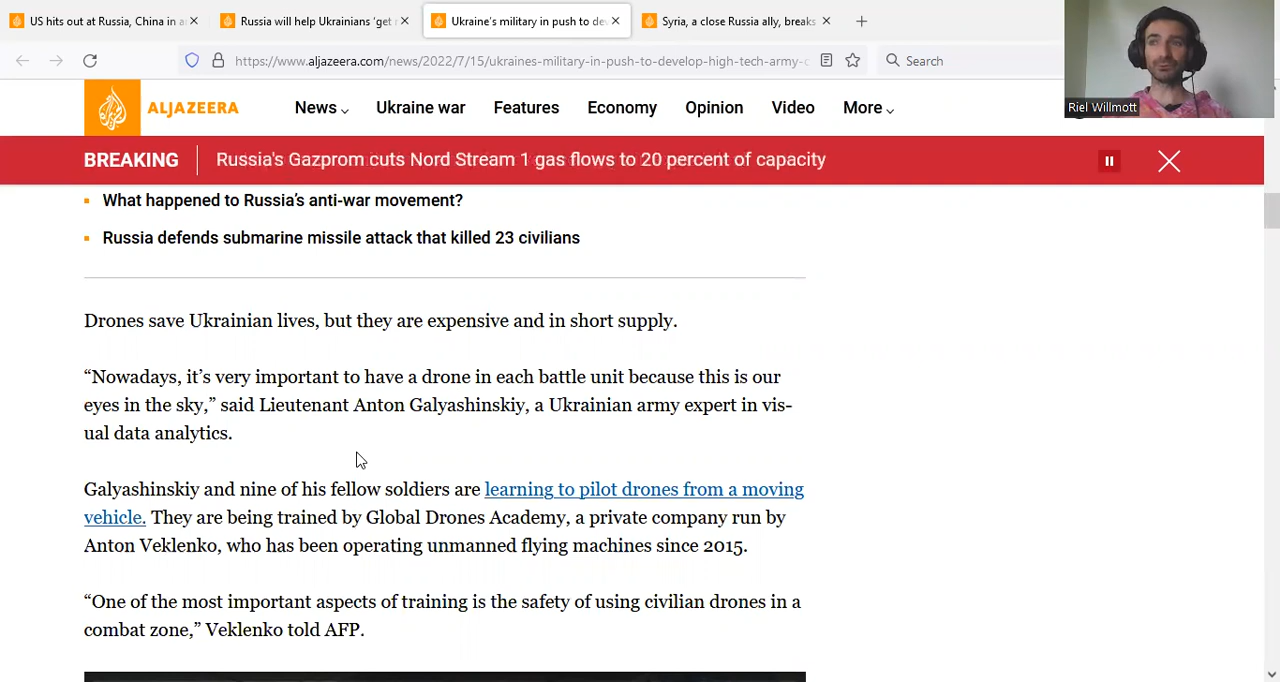 US hits out at Russia, China in a
Russia will help Ukrainians ‘get r
Ukraine’s military in push to de
Syria, a close Russia ally, breaks
https://www.aljazeera.com/news/2022/7/15/ukraines-military-in-push-to-develop-high-tech-army-c
Search
Riel Willmott
ALJAZEERA
News
Ukraine war
Features
Economy
Opinion
Video
More
BREAKING
Russia's Gazprom cuts Nord Stream 1 gas flows to 20 percent of capacity
What happened to Russia’s anti-war movement?
Russia defends submarine missile attack that killed 23 civilians
Drones save Ukrainian lives, but they are expensive and in short supply.
“Nowadays, it’s very important to have a drone in each battle unit because this is our
eyes in the sky,” said Lieutenant Anton Galyashinskiy, a Ukrainian army expert in vis-
ual data analytics.
Galyashinskiy and nine of his fellow soldiers are learning to pilot drones from a moving
vehicle. They are being trained by Global Drones Academy, a private company run by
Anton Veklenko, who has been operating unmanned flying machines since 2015.
“One of the most important aspects of training is the safety of using civilian drones in a
combat zone,” Veklenko told AFP.